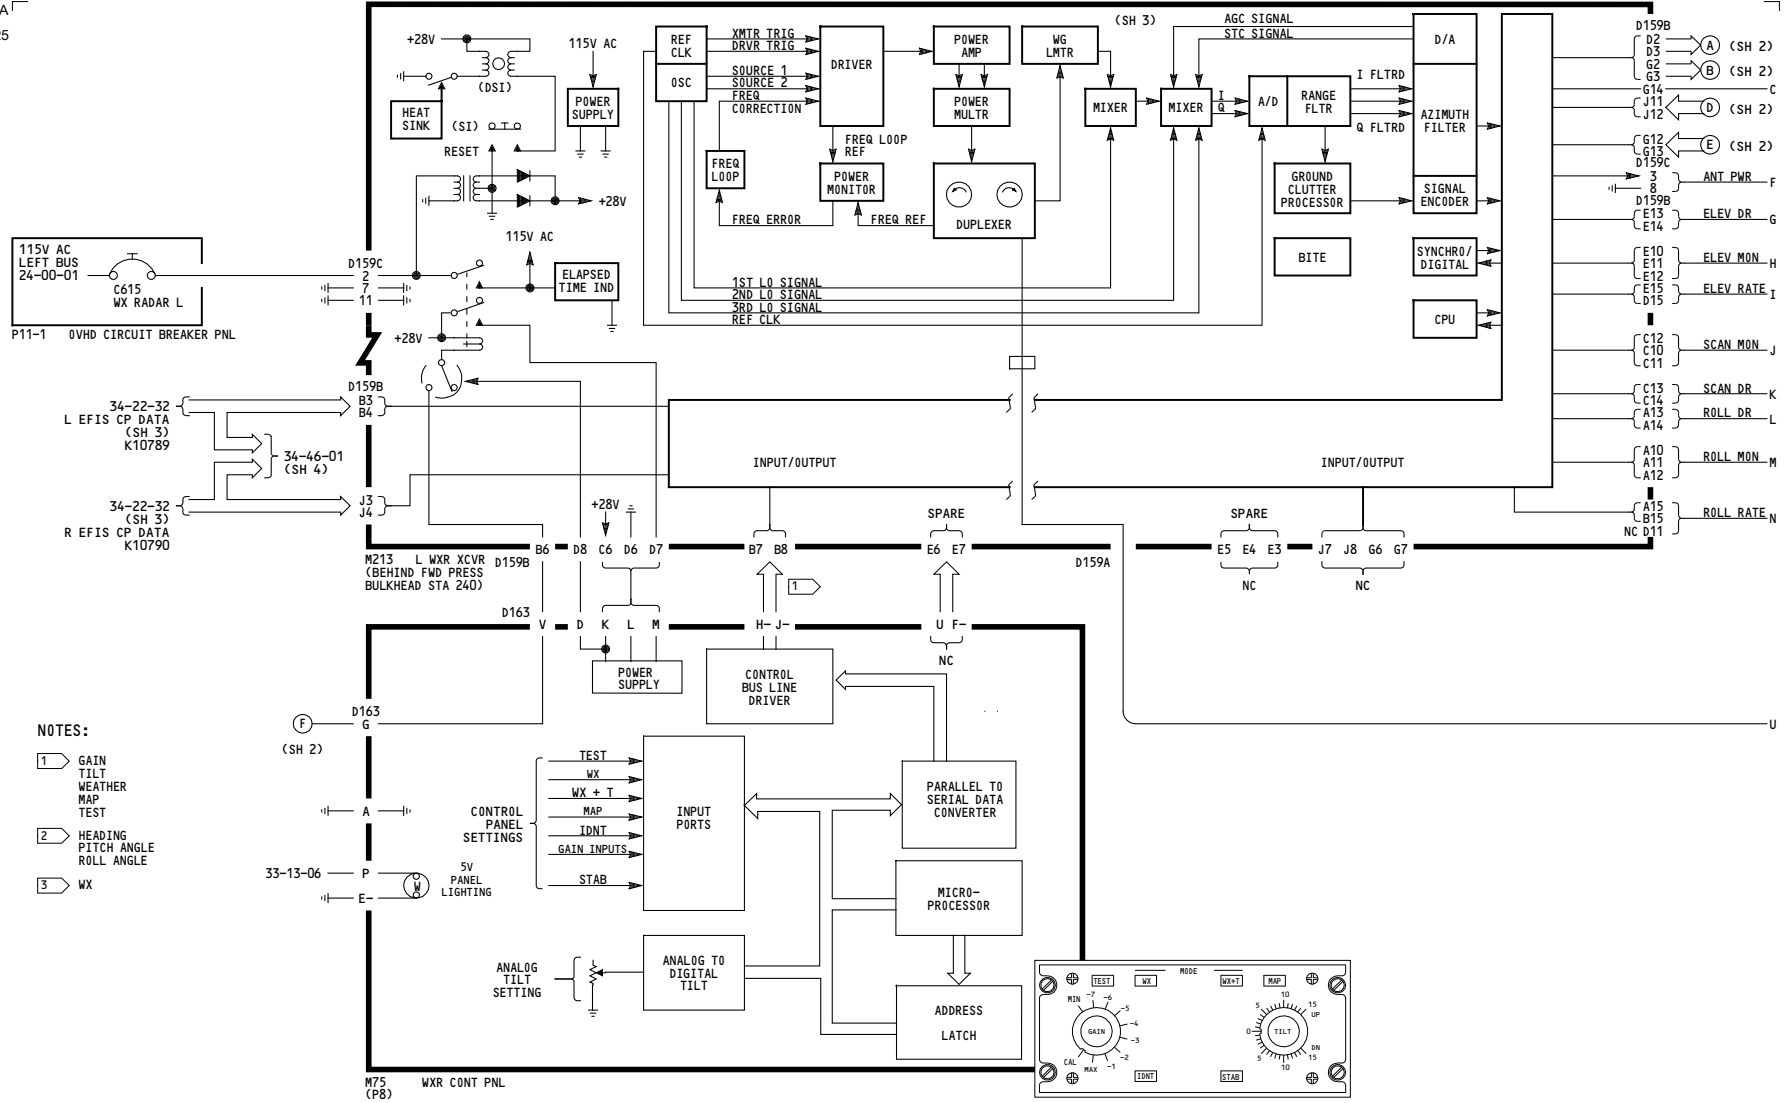 A
25
+28V
115V AC
(DSI)
HEAT
SINK
(SI)
RESET
POWER
SUPPLY
+28V
115V AC
ELAPSED
TIME IND
+28V
REF
CLK
OSC
XMTR TRIG
DRVR TRIG
SOURCE 1
SOURCE 2
FREQ
CORRECTION
DRIVER
FREQ
LOOP
FREQ LOOP
REF
POWER
MONITOR
FREQ ERROR
FREQ REF
POWER
AMP
POWER
MULTR
DUPLEXER
WG
LMTR
MIXER
(SH 3)
MIXER
AGC SIGNAL
STC SIGNAL
I
Q
A/D
RANGE
FLTR
I FLTRD
Q FLTRD
GROUND
CLUTTER
PROCESSOR
BITE
D/A
AZIMUTH
FILTER
SIGNAL
ENCODER
SYNCHRO/
DIGITAL
CPU
1ST LO SIGNAL
2ND LO SIGNAL
3RD LO SIGNAL
REF CLK
INPUT/OUTPUT
INPUT/OUTPUT
115V AC
LEFT BUS
24-00-01
C615
WX RADAR L
P11-1 OVHD CIRCUIT BREAKER PNL
D159C
2
7
11
D159B
B3
B4
34-22-32
L EFIS CP DATA
(SH 3)
K10789
34-46-01
(SH 4)
34-22-32
(SH 3)
R EFIS CP DATA
K10790
J3
J4
D159B
D2
D3
G2
G3
A (SH 2)
B (SH 2)
G14 C
J11
J12
D (SH 2)
G12
G13
E (SH 2)
D159C
3
8
ANT PWR F
D159B
E13
E14
ELEV DR G
E10
E11
E12
ELEV MON H
E15
D15
ELEV RATE I
C12
C10
C11
SCAN MON J
C13
C14
SCAN DR K
A13
A14
ROLL DR L
A10
A11
A12
ROLL MON M
A15
B15
NC D11
ROLL RATE N
+28V
SPARE
SPARE
B6 D8 C6 D6 D7 B7 B8 E6 E7 E5 E4 E3 J7 J8 G6 G7
M213 L WXR XCVR
(BEHIND FWD PRESS
BULKHEAD STA 240)
D159B
D159A
NC
NC
1
D163
V D K L M H- J- U F-
NC
POWER
SUPPLY
CONTROL
BUS LINE
DRIVER
D163
G
F
(SH 2)
U
NOTES:
1 GAIN
TILT
WEATHER
MAP
TEST
2 HEADING
PITCH ANGLE
ROLL ANGLE
3 WX
A
33-13-06 P
E-
W
5V
PANEL
LIGHTING
CONTROL
PANEL
SETTINGS
TEST
WX
WX + T
MAP
IDNT
GAIN INPUTS
STAB
INPUT
PORTS
PARALLEL TO
SERIAL DATA
CONVERTER
MICRO-
PROCESSOR
ANALOG
TILT
SETTING
ANALOG TO
DIGITAL
TILT
ADDRESS
LATCH
M75 WXR CONT PNL
(P8)
MODE
TEST WX WX+T MAP
MIN -7 -6 -5 -4 -3 -2 -1 MAX CAL
GAIN
10
5 15
UP
0 TILT
DN
5 15
10
IDNT STAB